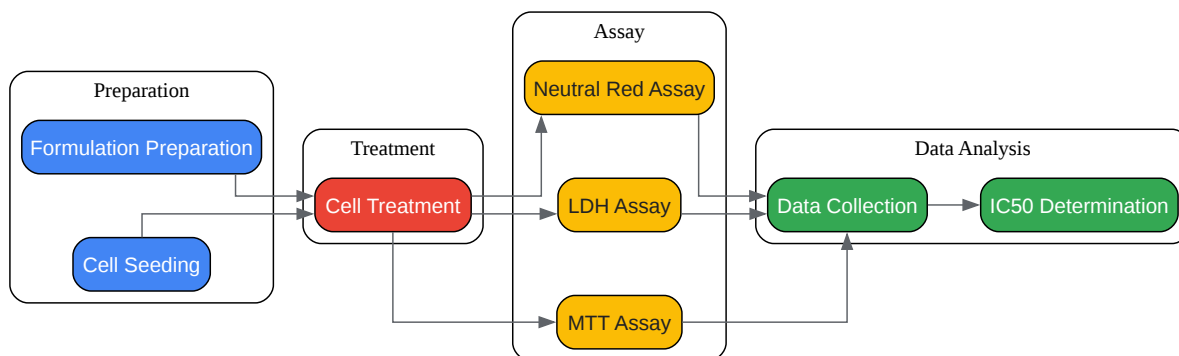 Preparation
Formulation Preparation
Cell Seeding
Treatment
Cell Treatment
Assay
Neutral Red Assay
LDH Assay
MTT Assay
Data Analysis
Data Collection
IC50 Determination